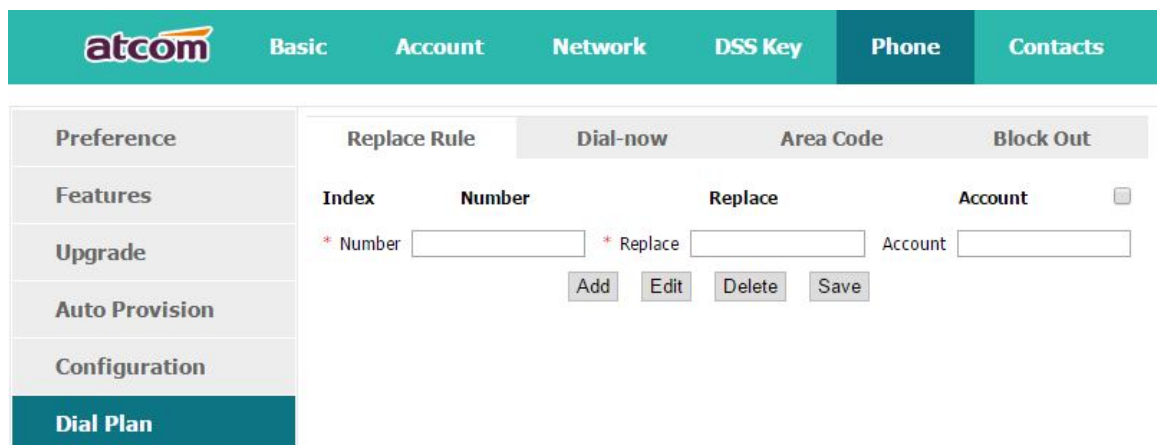 atcom Basic Account Network DSS Key Phone Contacts
Preference
Features
Upgrade
Auto Provision
Configuration
Dial Plan
Replace Rule Dial-now Area Code Block Out
Index Number Replace Account
* Number * Replace Account
Add Edit Delete Save